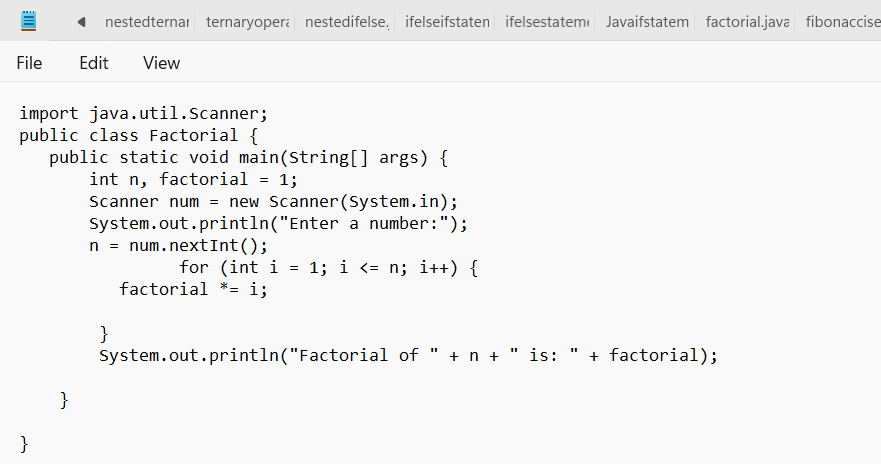 nestedternar ternaryopera nestedifelse. ifelseifstaten ifelsestateme Javaifstatem factorial.java fibonaccise
File Edit View
import java.util.Scanner;
public class Factorial {
   public static void main(String[] args) {
       int n, factorial = 1;
       Scanner num = new Scanner(System.in);
       System.out.println("Enter a number:");
       n = num.nextInt();
                for (int i = 1; i <= n; i++) {
          factorial *= i;
        }
        System.out.println("Factorial of " + n + " is: " + factorial);
    }
}